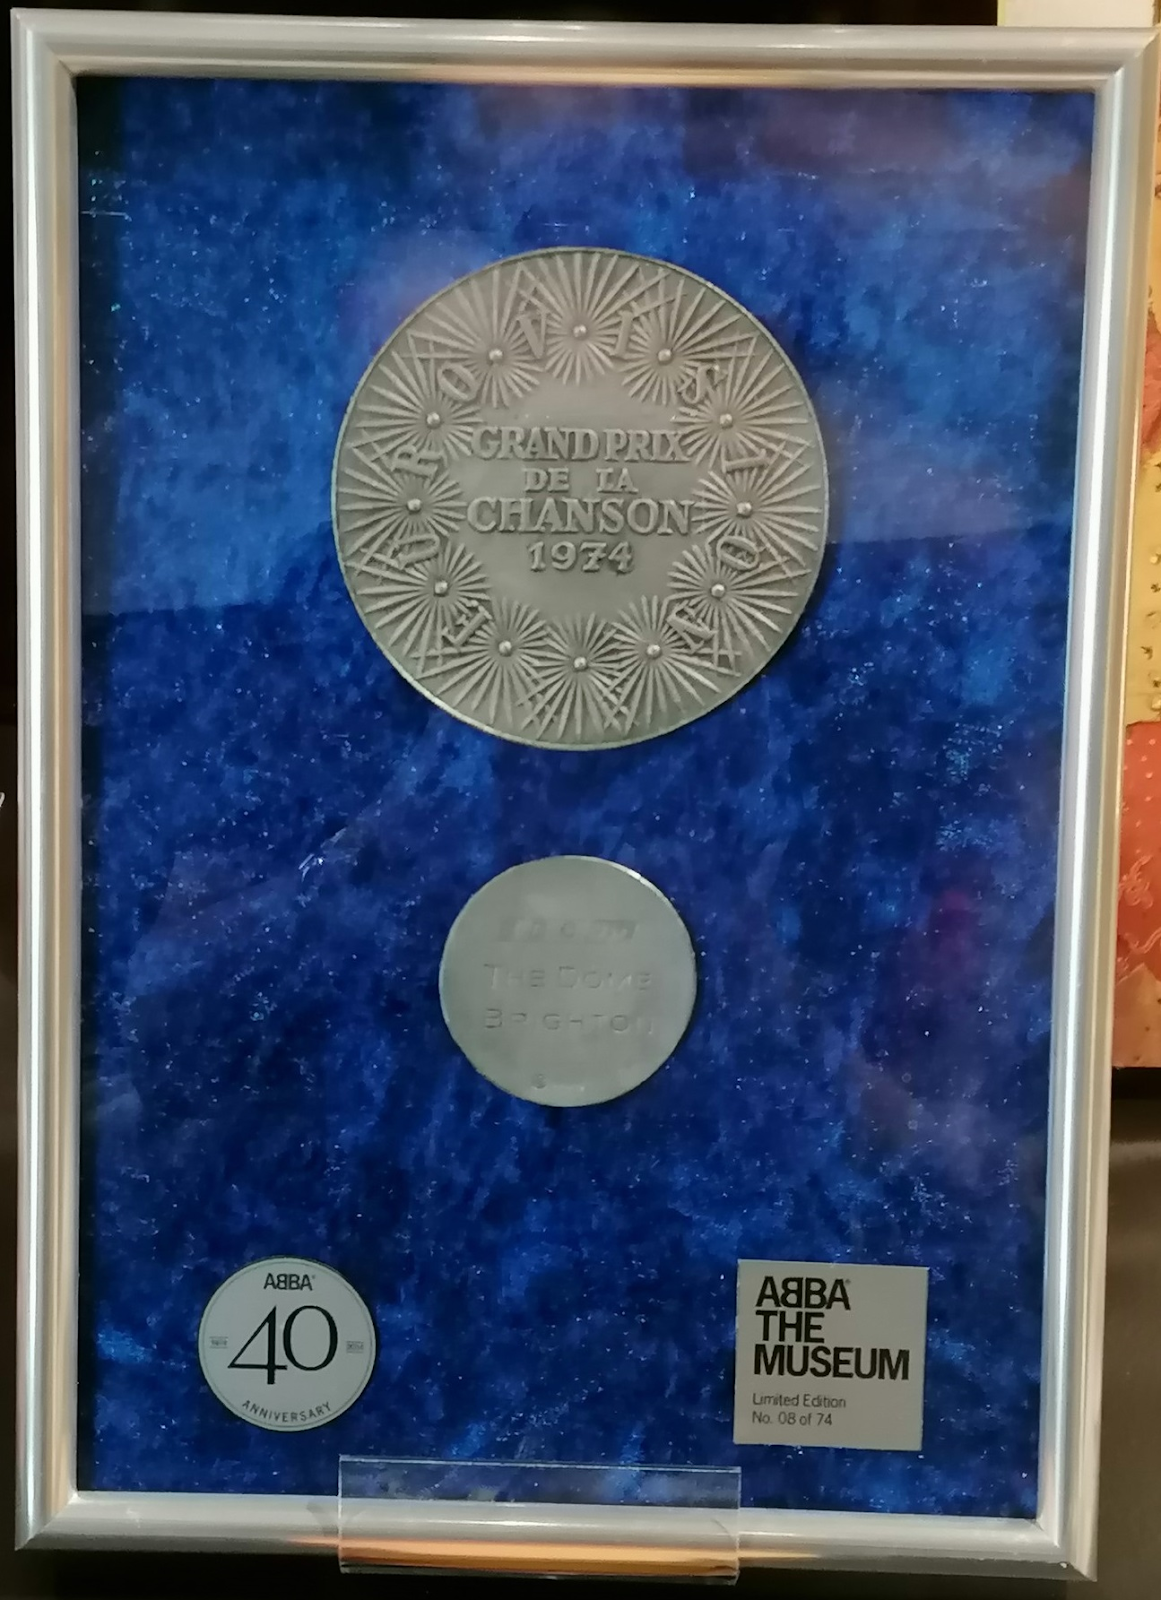 EUROVISION
GRAND PRIX
DE LA
CHANSON
1974
THE DOME
BRIGHTON
ABBA
40
ANNIVERSARY
ABBA
THE
MUSEUM
Limited Edition
No. 08 of 74